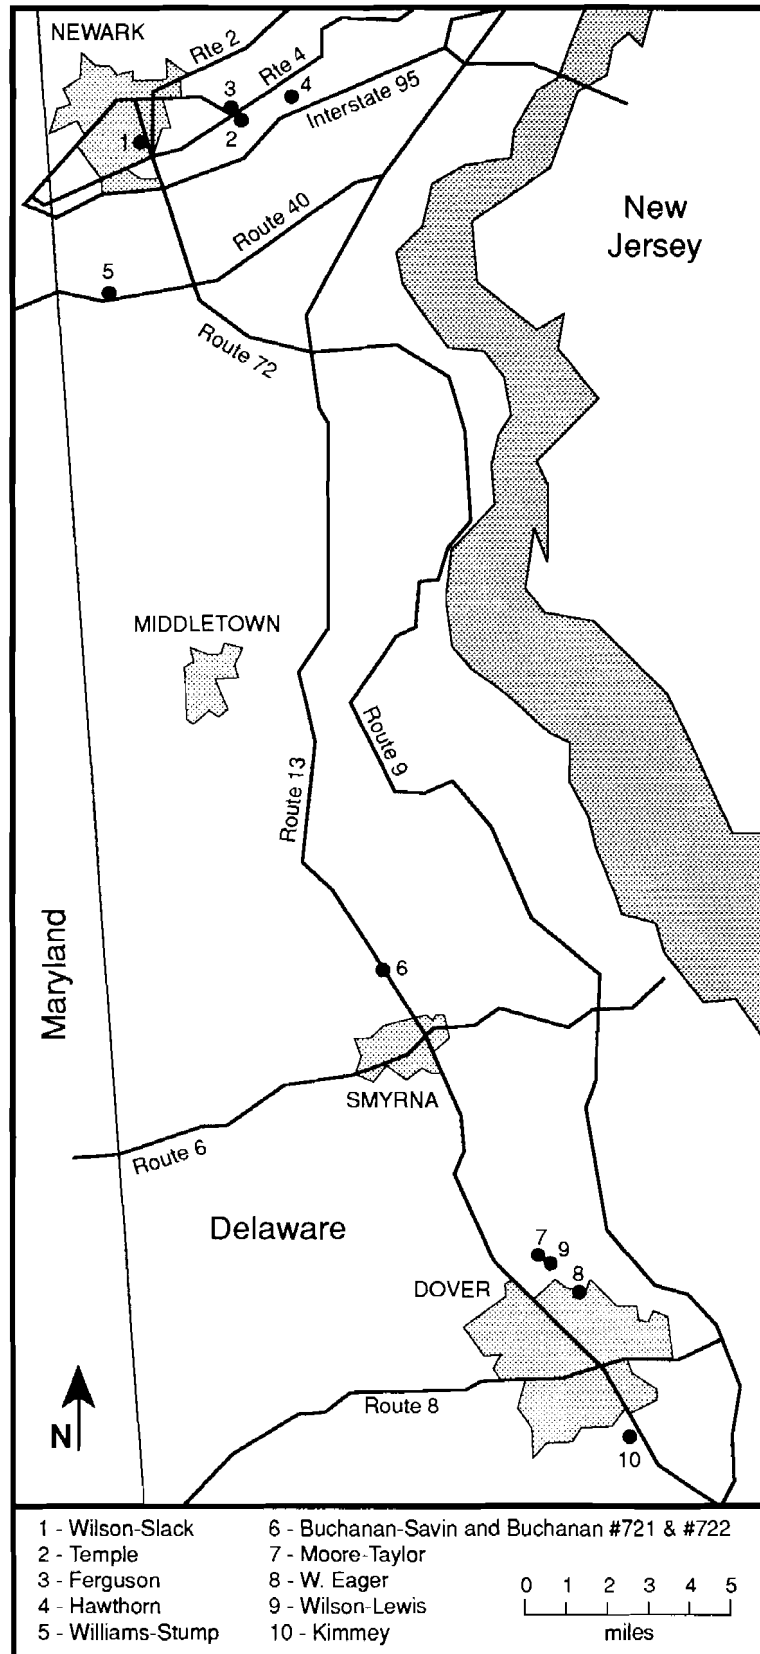 NEWARK
Rte 2
Rte 4
3
4
Interstate 95
1
2
New
Jersey
Route 40
5
Route 72
MIDDLETOWN
Route 9
Route 13
Maryland
6
SMYRNA
Route 6
Delaware
7
9
8
DOVER
Route 8
N
10
1 - Wilson-Slack
2 - Temple
3 - Ferguson
4 - Hawthorn
5 - Williams-Stump
6 - Buchanan-Savin and Buchanan #721 & #722
7 - Moore-Taylor
8 - W. Eager
9 - Wilson-Lewis
10 - Kimmey
0 1 2 3 4 5
miles